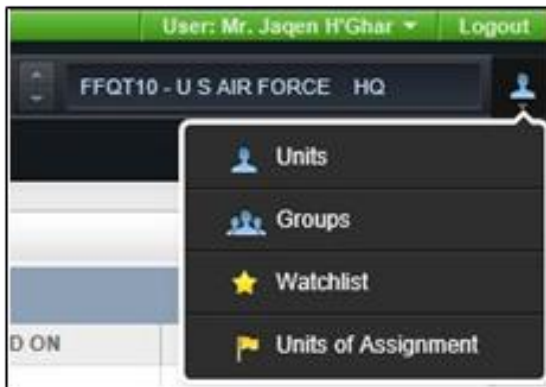 User: Mr. Jaqen H'Ghar Logout
FFQT10 - U S AIR FORCE HQ
Units
Groups
Watchlist
D ON
Units of Assignment